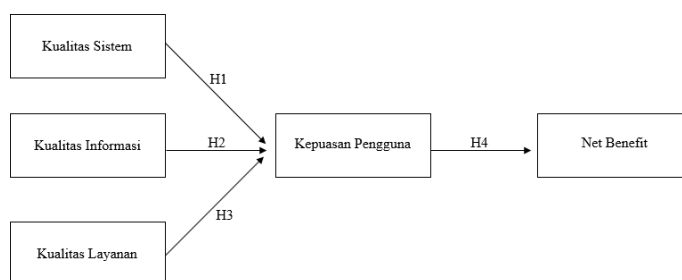 Kualitas Sistem
H1
Kualitas Informasi
H2
Kepuasan Pengguna
H4
Net Benefit
H3
Kualitas Layanan